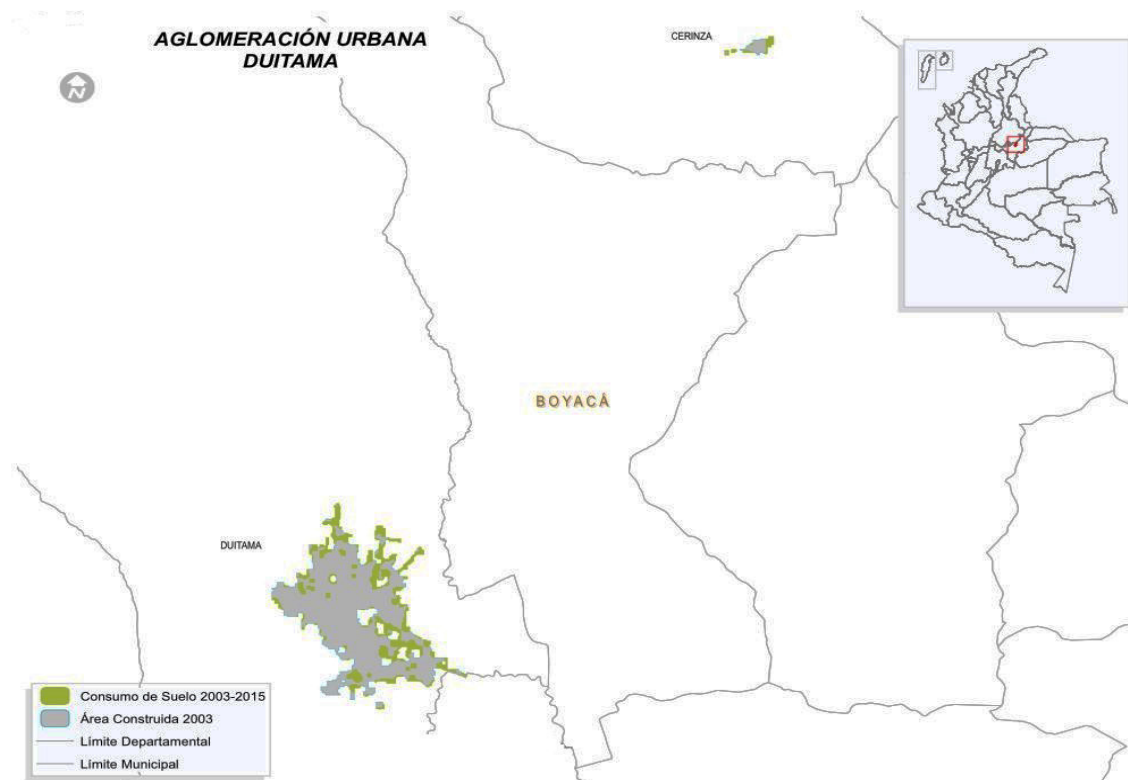 AGLOMERACIÓN URBANA
DUITAMA
N
CERINZA
BOYACÁ
DUITAMA
Consumo de Suelo 2003-2015
Área Construida 2003
Límite Departamental
Límite Municipal